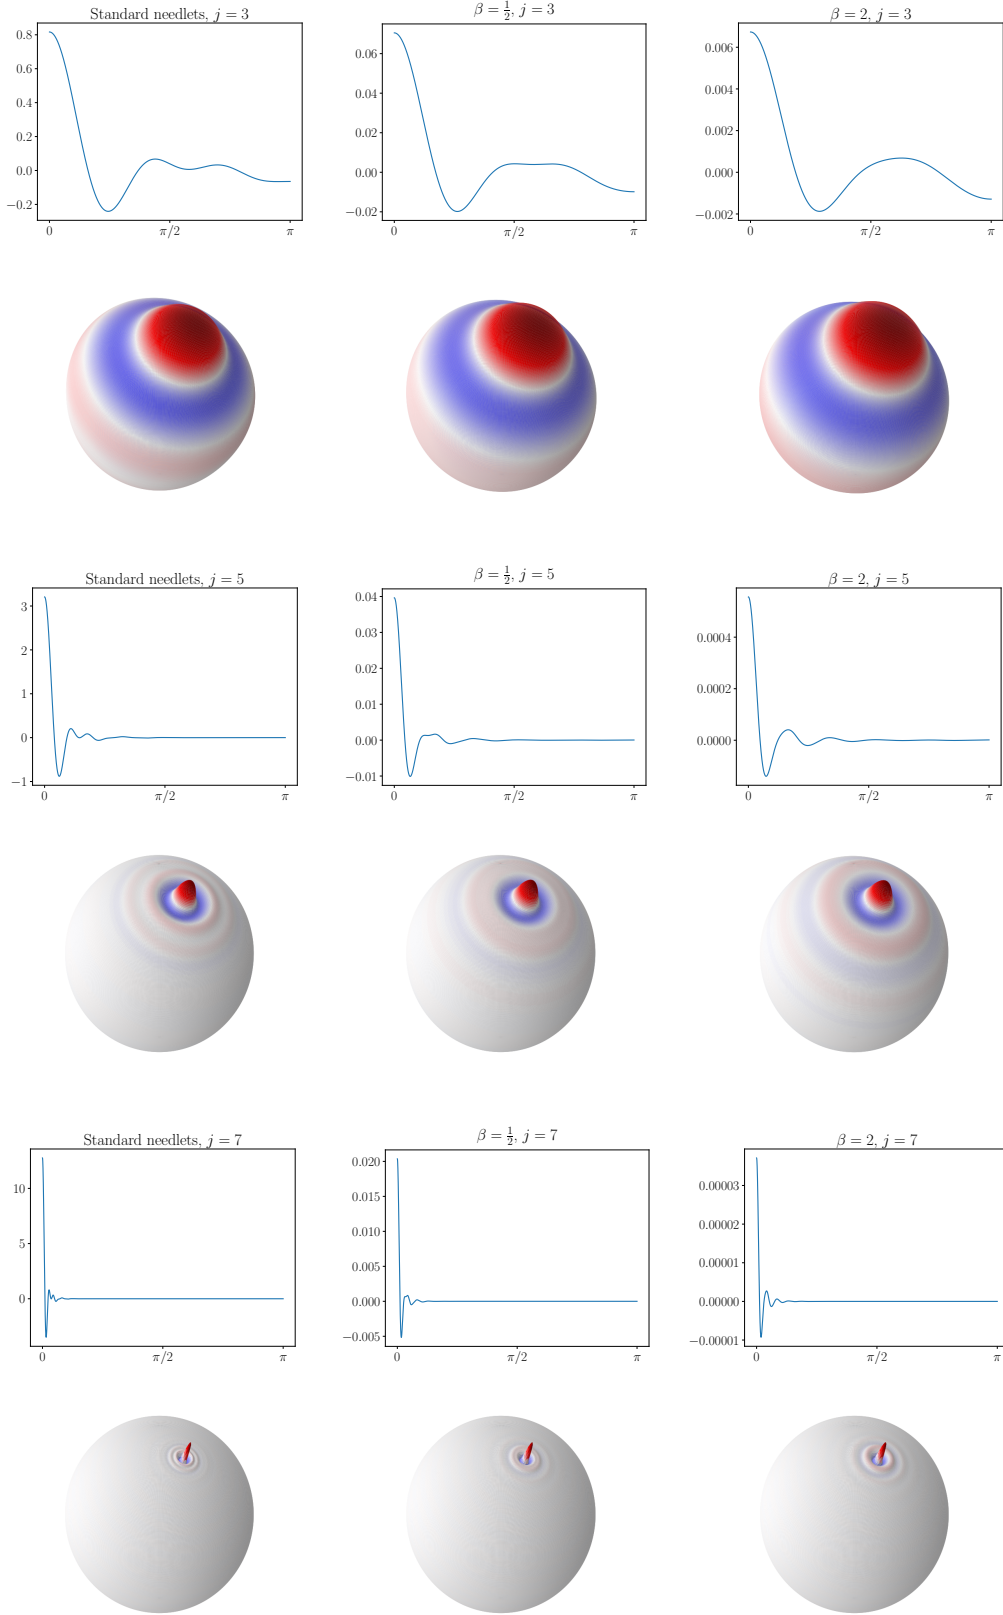 Standard needlets, j = 3
0.8
0.6
0.4
0.2
0.0
−0.2
0
π/2
π
β = 1/2, j = 3
0.06
0.04
0.02
0.00
−0.02
0
π/2
π
β = 2, j = 3
0.006
0.004
0.002
0.000
−0.002
0
π/2
π
Standard needlets, j = 5
3
2
1
0
−1
0
π/2
π
β = 1/2, j = 5
0.04
0.03
0.02
0.01
0.00
−0.01
0
π/2
π
β = 2, j = 5
0.0004
0.0002
0.0000
0
π/2
π
Standard needlets, j = 7
10
5
0
0
π/2
π
β = 1/2, j = 7
0.020
0.015
0.010
0.005
0.000
−0.005
0
π/2
π
β = 2, j = 7
0.00003
0.00002
0.00001
0.00000
−0.00001
0
π/2
π